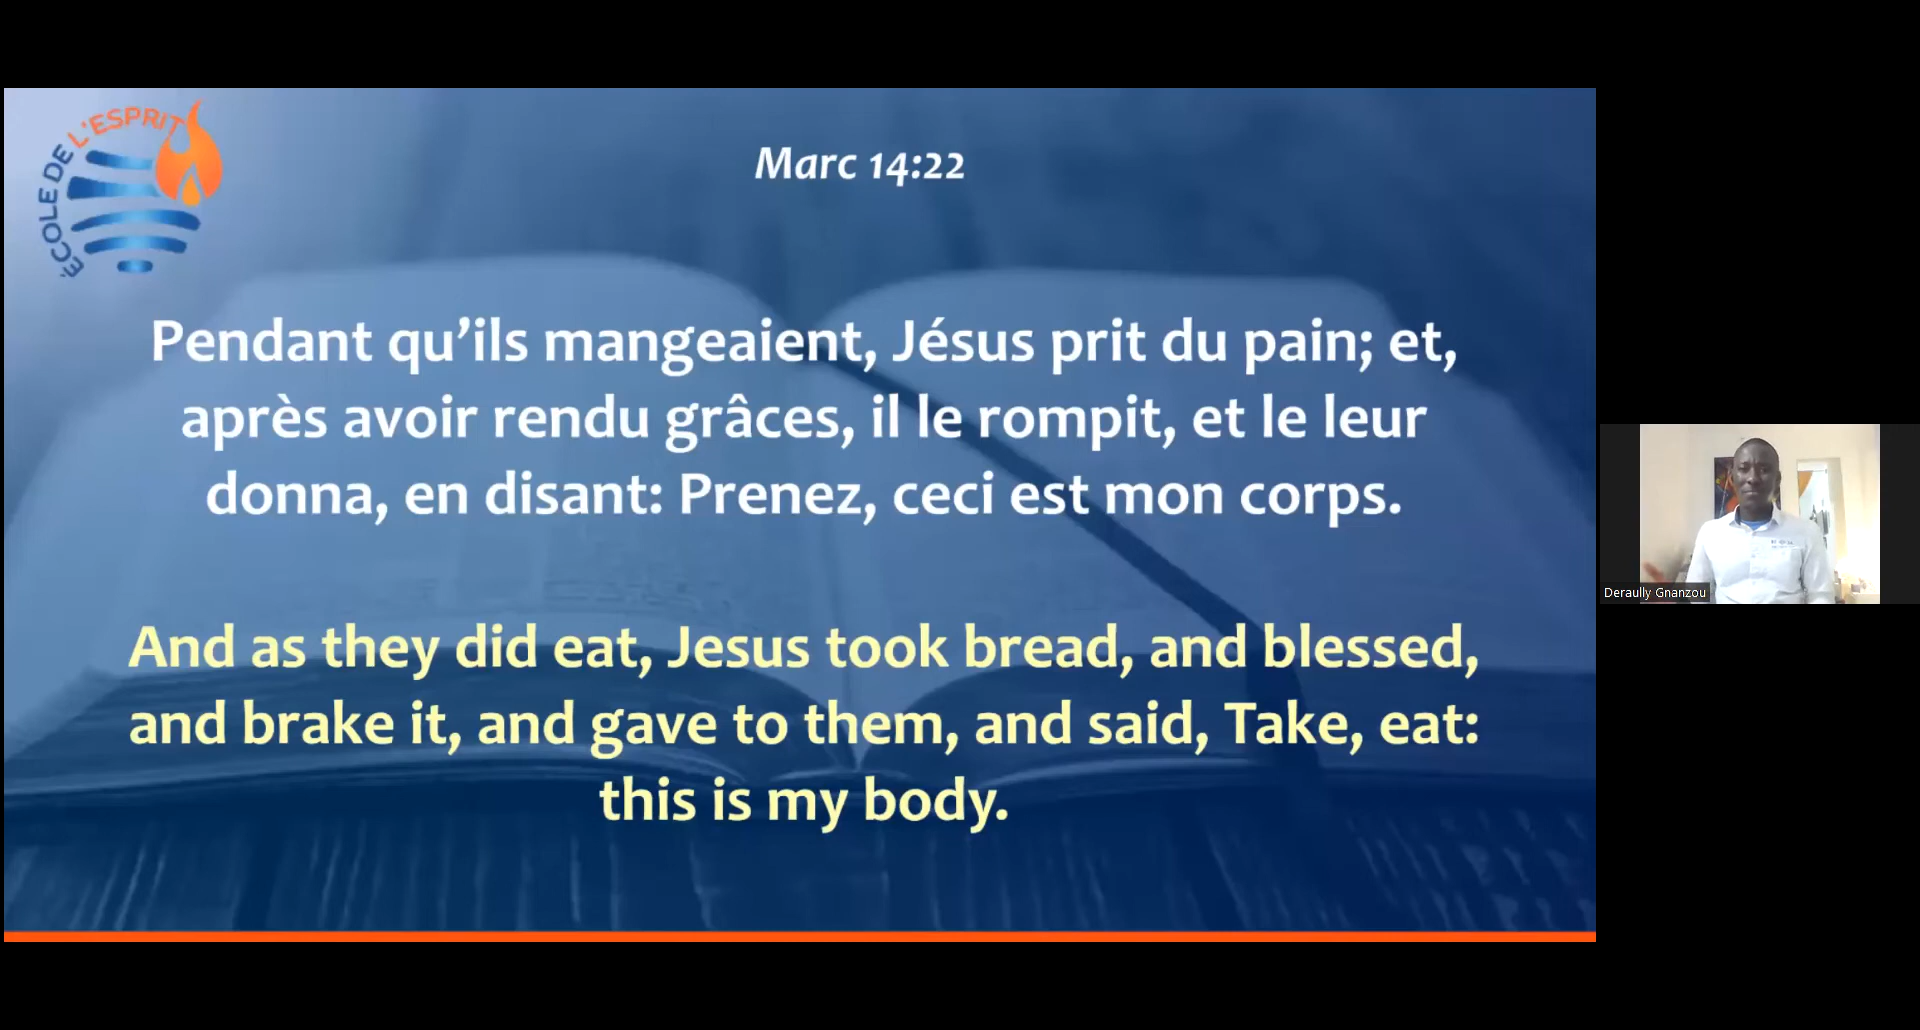 ÉCOLE DE L'ESPRIT
Marc 14:22
Pendant qu’ils mangeaient, Jésus prit du pain; et,
après avoir rendu grâces, il le rompit, et le leur
donna, en disant: Prenez, ceci est mon corps.
And as they did eat, Jesus took bread, and blessed,
and brake it, and gave to them, and said, Take, eat:
this is my body.
Deraully Gnanzou